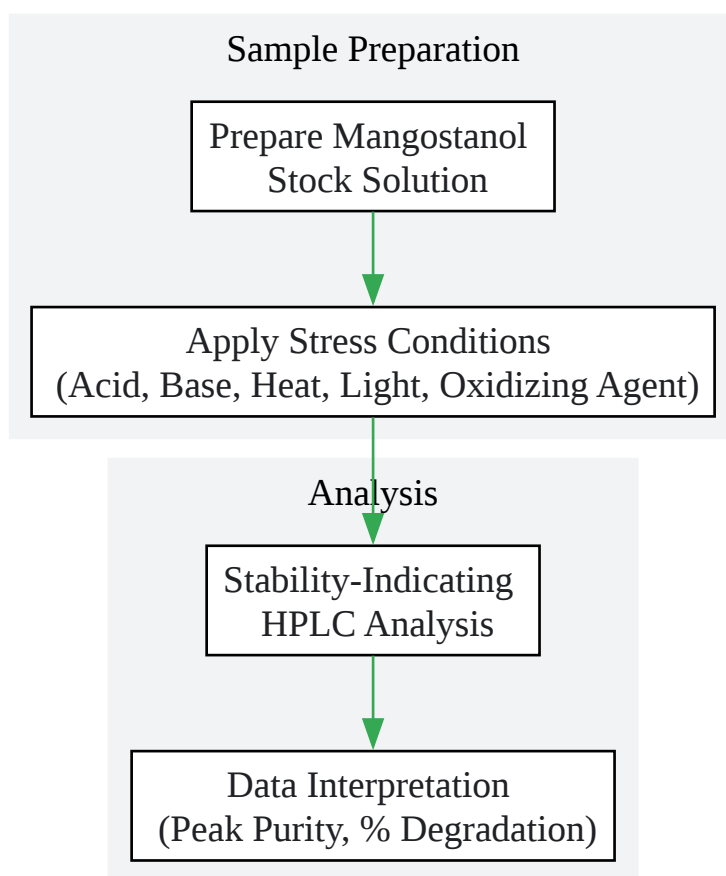 Sample Preparation
Prepare Mangostanol
Stock Solution
Apply Stress Conditions
(Acid, Base, Heat, Light, Oxidizing Agent)
Analysis
Stability-Indicating
HPLC Analysis
Data Interpretation
(Peak Purity, % Degradation)